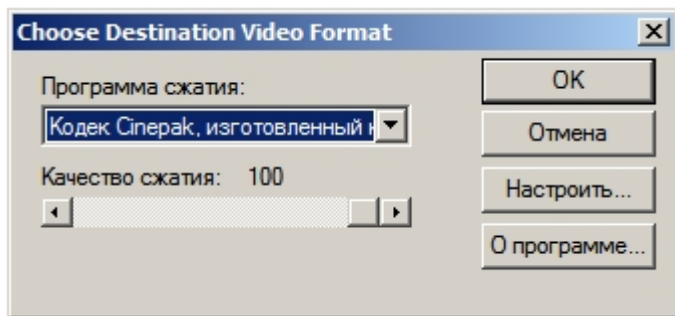 Choose Destination Video Format
Программа сжатия:
Кодек Cinepak, изготовленный
Качество сжатия: 100
OK
Отмена
Настроить...
О программе...